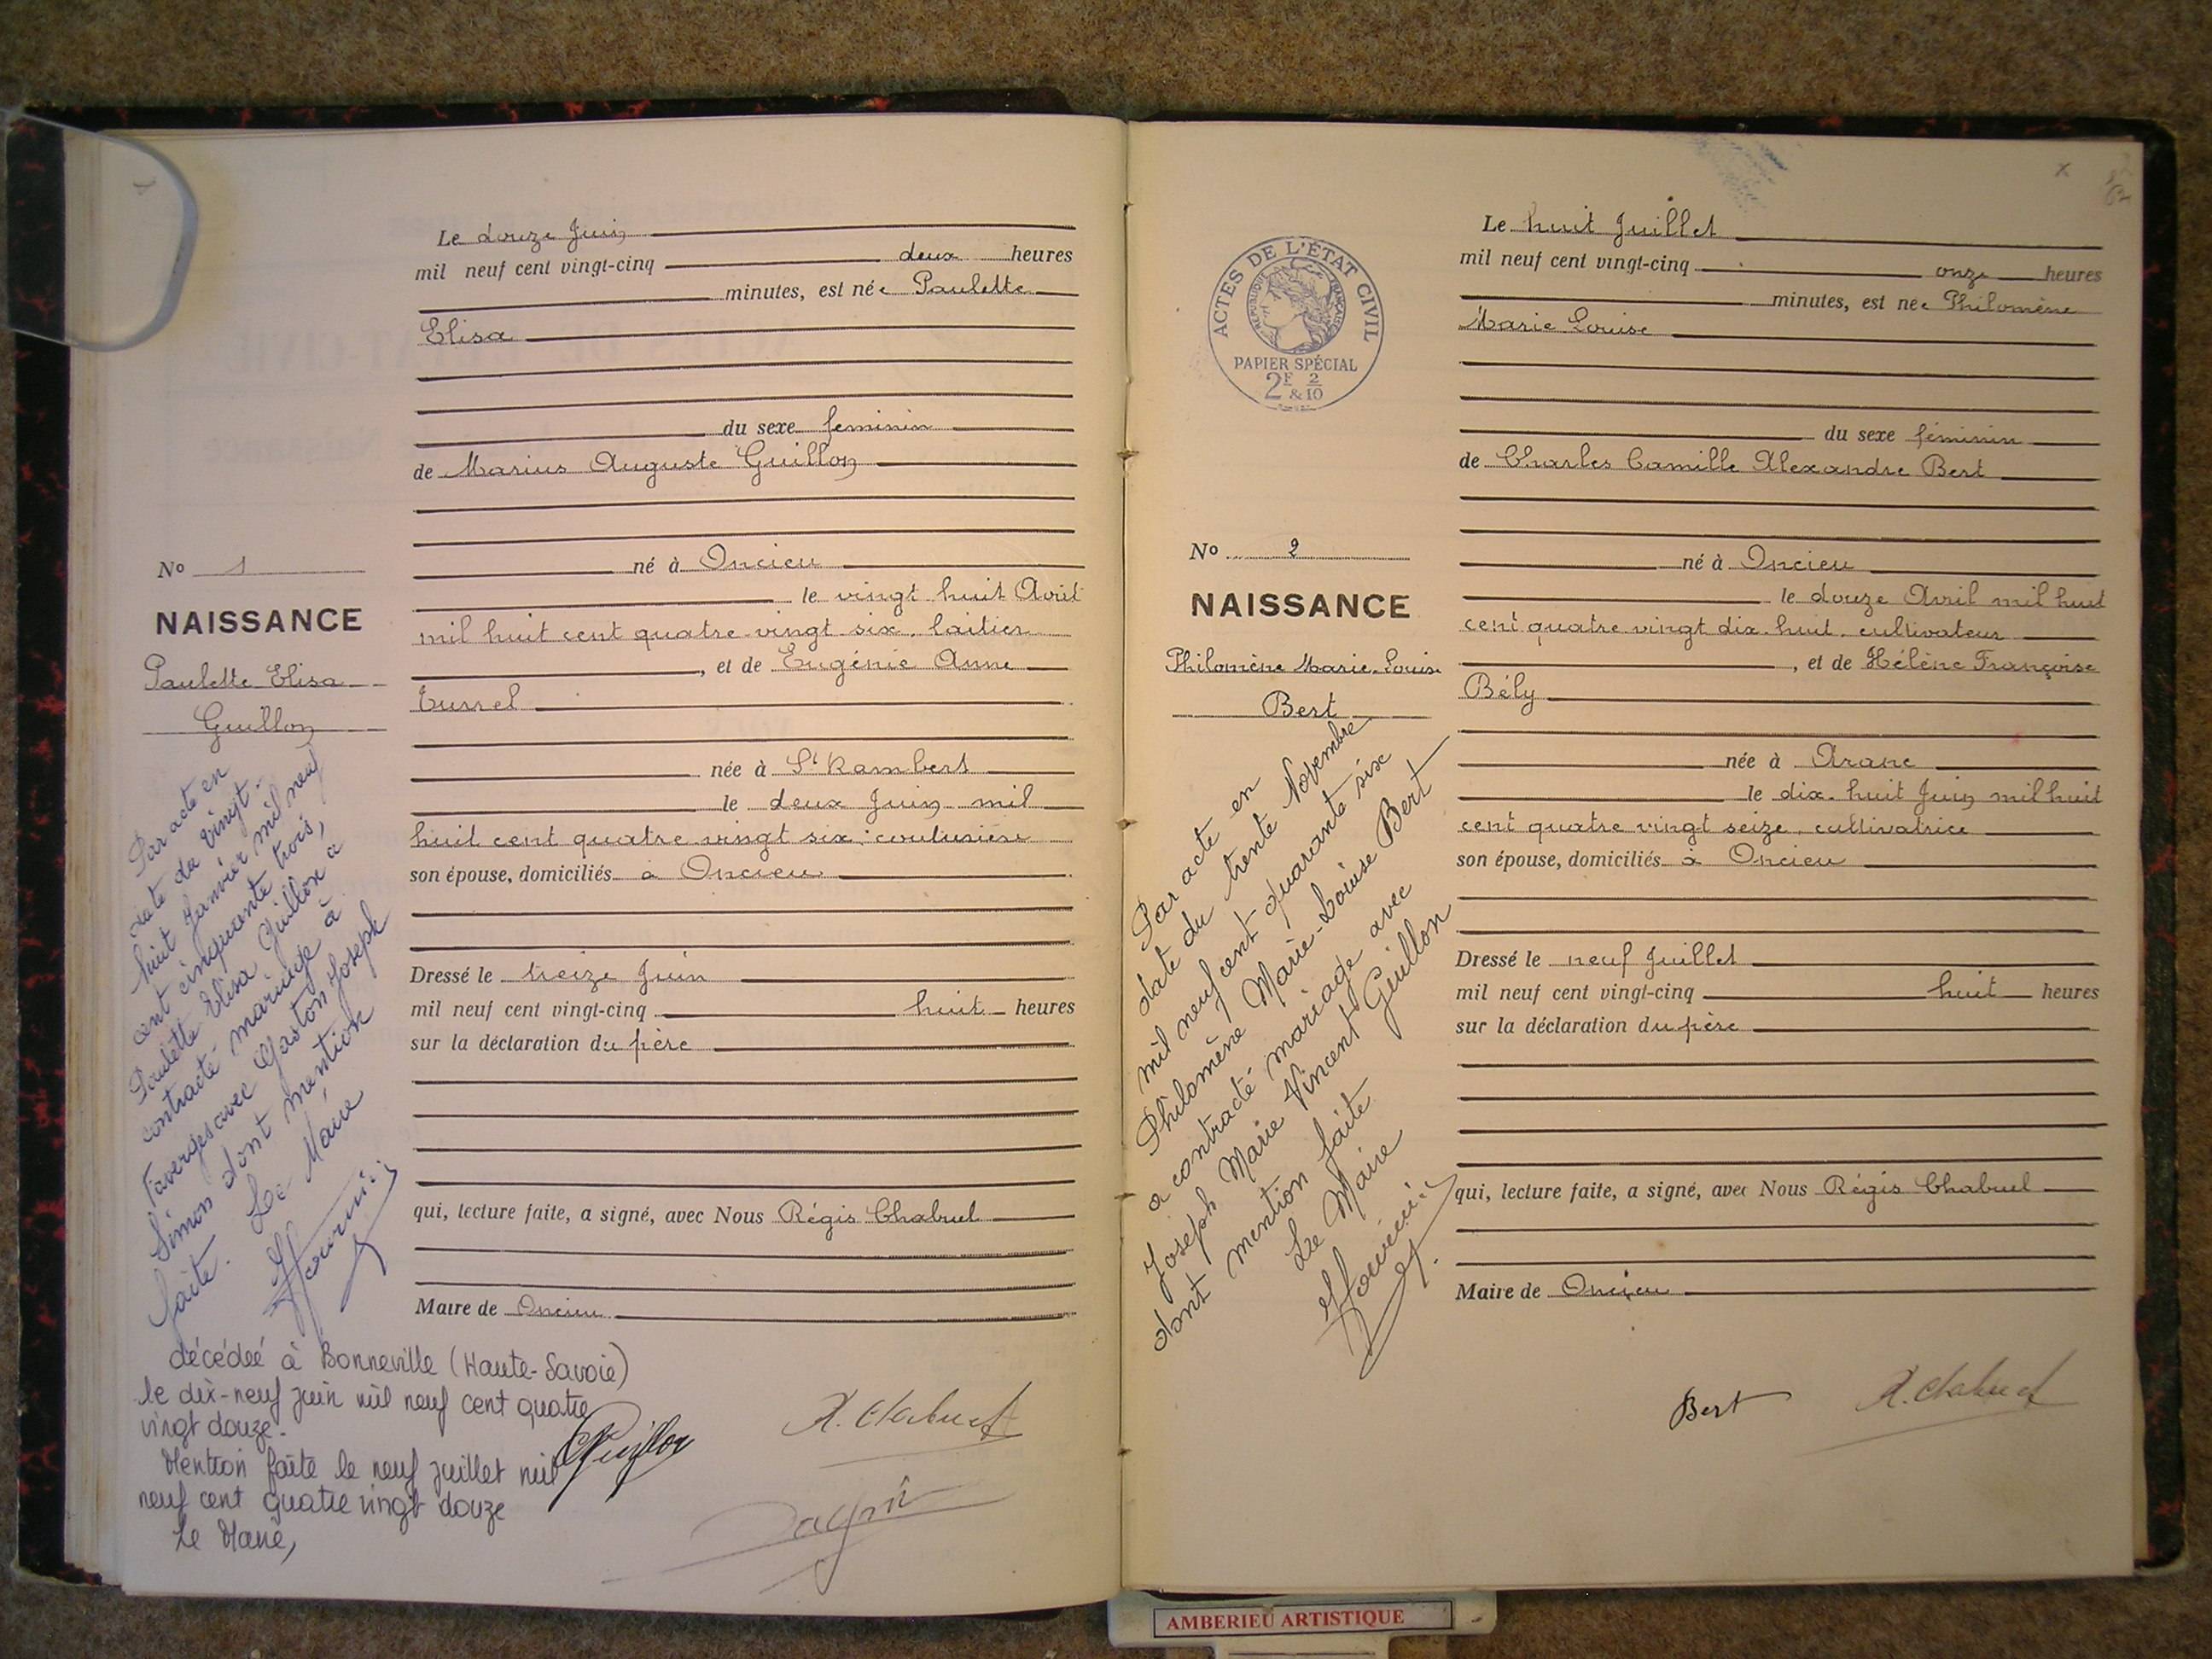 Le douze Juin
mil neuf cent vingt-cinq deux heures
minutes, est née Paulette
Elisa
du sexe feminin
de Marius Auguste Guillon
né à Oncieu
le vingt huit Avril
mil huit cent quatre-vingt six, laitier
, et de Eugénie Anne
Turrel
née à St Rambert
le deux Juin mil
huit cent quatre vingt six : couturière
son épouse, domiciliés à Oncieu
Dressé le treize Juin
mil neuf cent vingt-cinq huit heures
sur la déclaration du père
qui, lecture faite, a signé, avec Nous Régis Chabuel
Maire de Oncieu
No 1
NAISSANCE
Paulette Elisa
Guillon
Par acte en
date du vingt-
huit Janvier mil neuf
cent cinquante trois,
Paulette Elisa Guillon a
contracté mariage à
Faverges avec Gaston Joseph
Simon dont mention
faite. Le Maire
décédeé à Bonneville (Haute-Savoie)
le dix-neuf juin mil neuf cent quatre
vingt douze.
Mention faite le neuf juillet mil
neuf cent quatre vingt douze
Le Maire,
Guillon
R. Chabuel
ACTES DE L'ÉTAT CIVIL
RÉPUBLIQUE FRANÇAISE
PAPIER SPÉCIAL
2F & 2/10
Le huit Juillet
mil neuf cent vingt-cinq onze heures
minutes, est née Philomène
Marie Louise
du sexe féminin
de Charles Camille Alexandre Bert
né à Oncieu
le douze Avril mil huit
cent quatre vingt dix-huit, cultivateur
, et de Hélène Françoise
Bély
née à Aranc
le dix-huit Juin mil huit
cent quatre vingt seize, cultivatrice
son épouse, domiciliés à Oncieu
Dressé le neuf Juillet
mil neuf cent vingt-cinq huit heures
sur la déclaration du père
qui, lecture faite, a signé, avec Nous Régis Chabuel
Maire de Oncieu
No 2
NAISSANCE
Philomène Marie-Louise
Bert
Par acte en
date du trente Novembre
mil neuf cent quarante six
Philomène Marie-Louise Bert
a contracté mariage avec
Joseph Marie Vincent Guillon
dont mention faite
Le Maire
Bert
R. Chabuel
AMBERIEU ARTISTIQUE